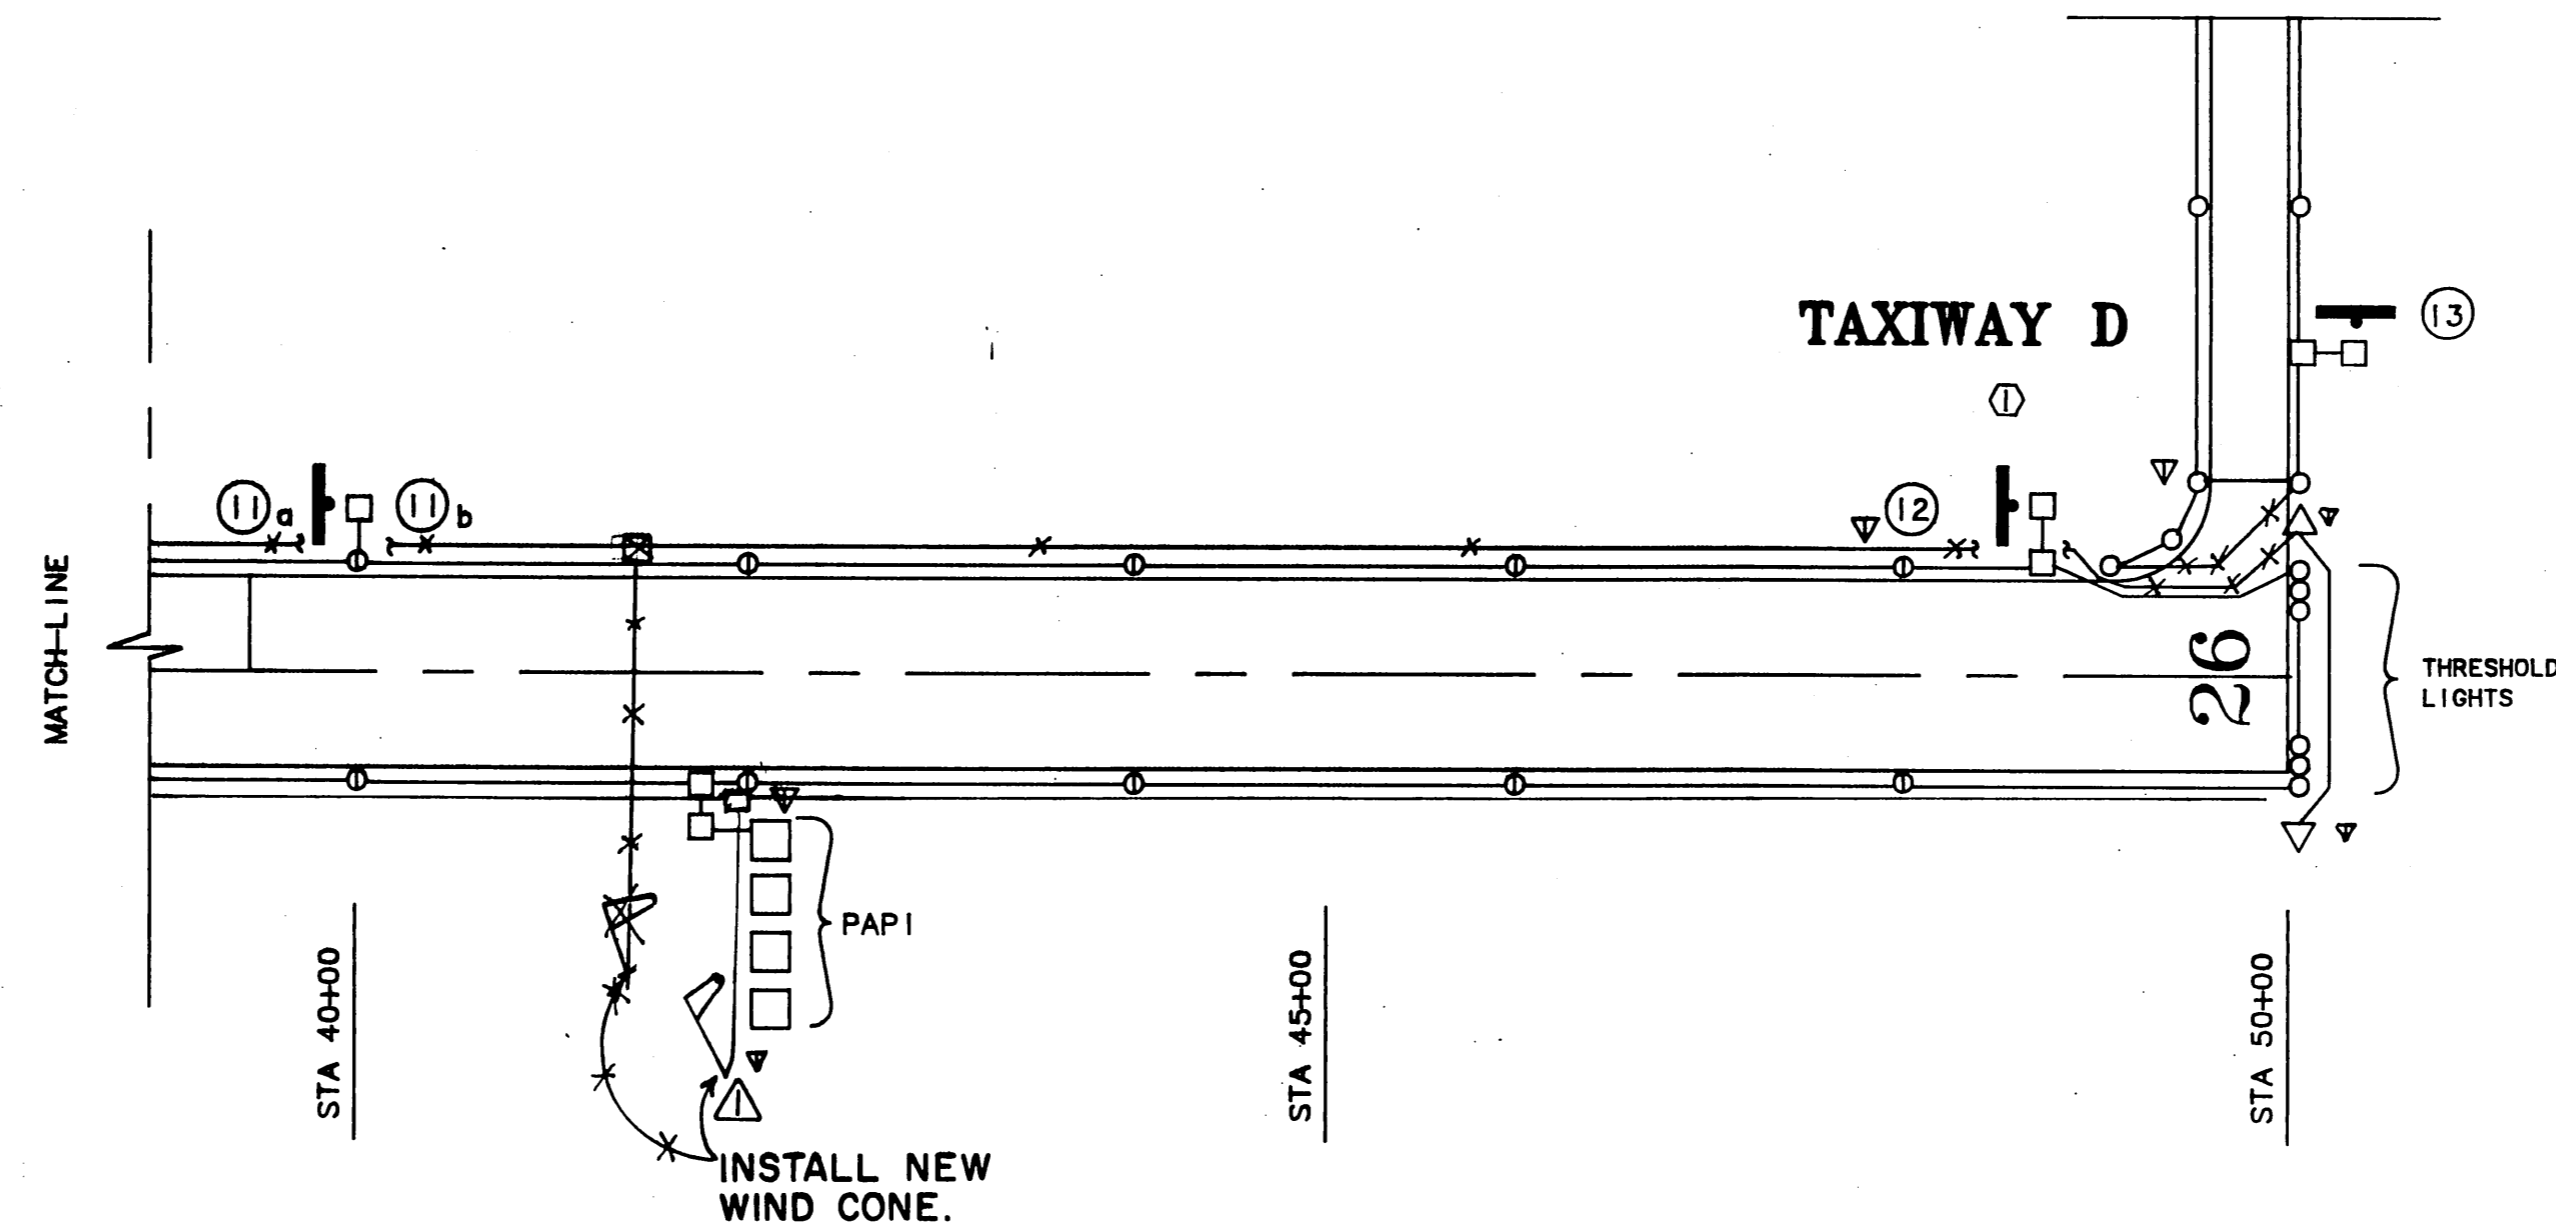 TAXIWAY D
13
1
11 a
11 b
12
MATCH-LINE
26
THRESHOLD
LIGHTS
PAPI
STA 40+00
STA 45+00
STA 50+00
1
INSTALL NEW
WIND CONE.